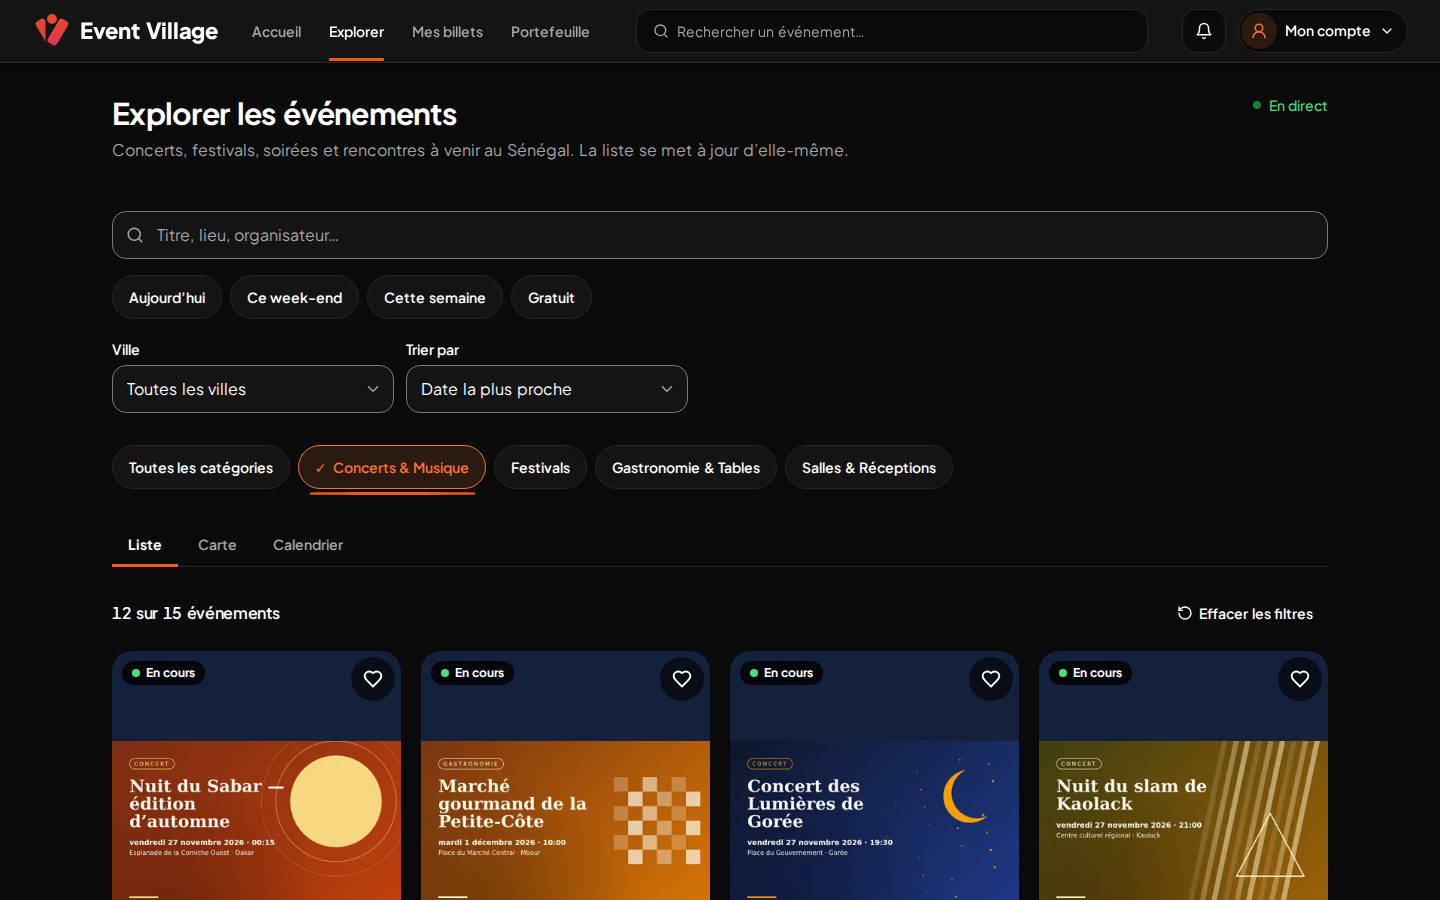 Event Village
Accueil
Explorer
Mes billets
Portefeuille
Rechercher un événement…
Mon compte
Explorer les événements
En direct
Concerts, festivals, soirées et rencontres à venir au Sénégal. La liste se met à jour d’elle-même.
Titre, lieu, organisateur…
Aujourd’hui
Ce week-end
Cette semaine
Gratuit
Ville
Trier par
Toutes les villes
Date la plus proche
Toutes les catégories
✓ Concerts & Musique
Festivals
Gastronomie & Tables
Salles & Réceptions
Liste
Carte
Calendrier
12 sur 15 événements
Effacer les filtres
En cours
CONCERT
Nuit du Sabar —
édition
d’automne
vendredi 27 novembre 2026 · 00:15
Esplanade de la Corniche Ouest · Dakar
En cours
GASTRONOMIE
Marché
gourmand de la
Petite-Côte
mardi 1 décembre 2026 · 10:00
Place du Marché Central · Mbour
En cours
CONCERT
Concert des
Lumières de
Gorée
vendredi 27 novembre 2026 · 19:30
Place du Gouvernement · Gorée
En cours
CONCERT
Nuit du slam de
Kaolack
vendredi 27 novembre 2026 · 21:00
Centre culturel régional · Kaolack